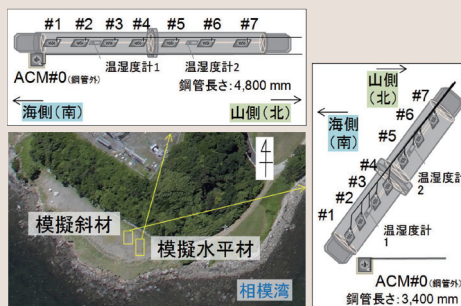 #1 #2 #3 #4 #5 #6 #7
ACM#0(鋼管外)
温湿度計1
温湿度計2
鋼管長さ:4,800 mm
海側(南)
山側(北)
模擬斜材
模擬水平材
相模湾
山側(北)
海側(南)
#7
#6
#5
#4
#3
#2
#1
温湿度計
2
温湿度計
1
ACM#0(鋼管外)
鋼管長さ:3,400 mm